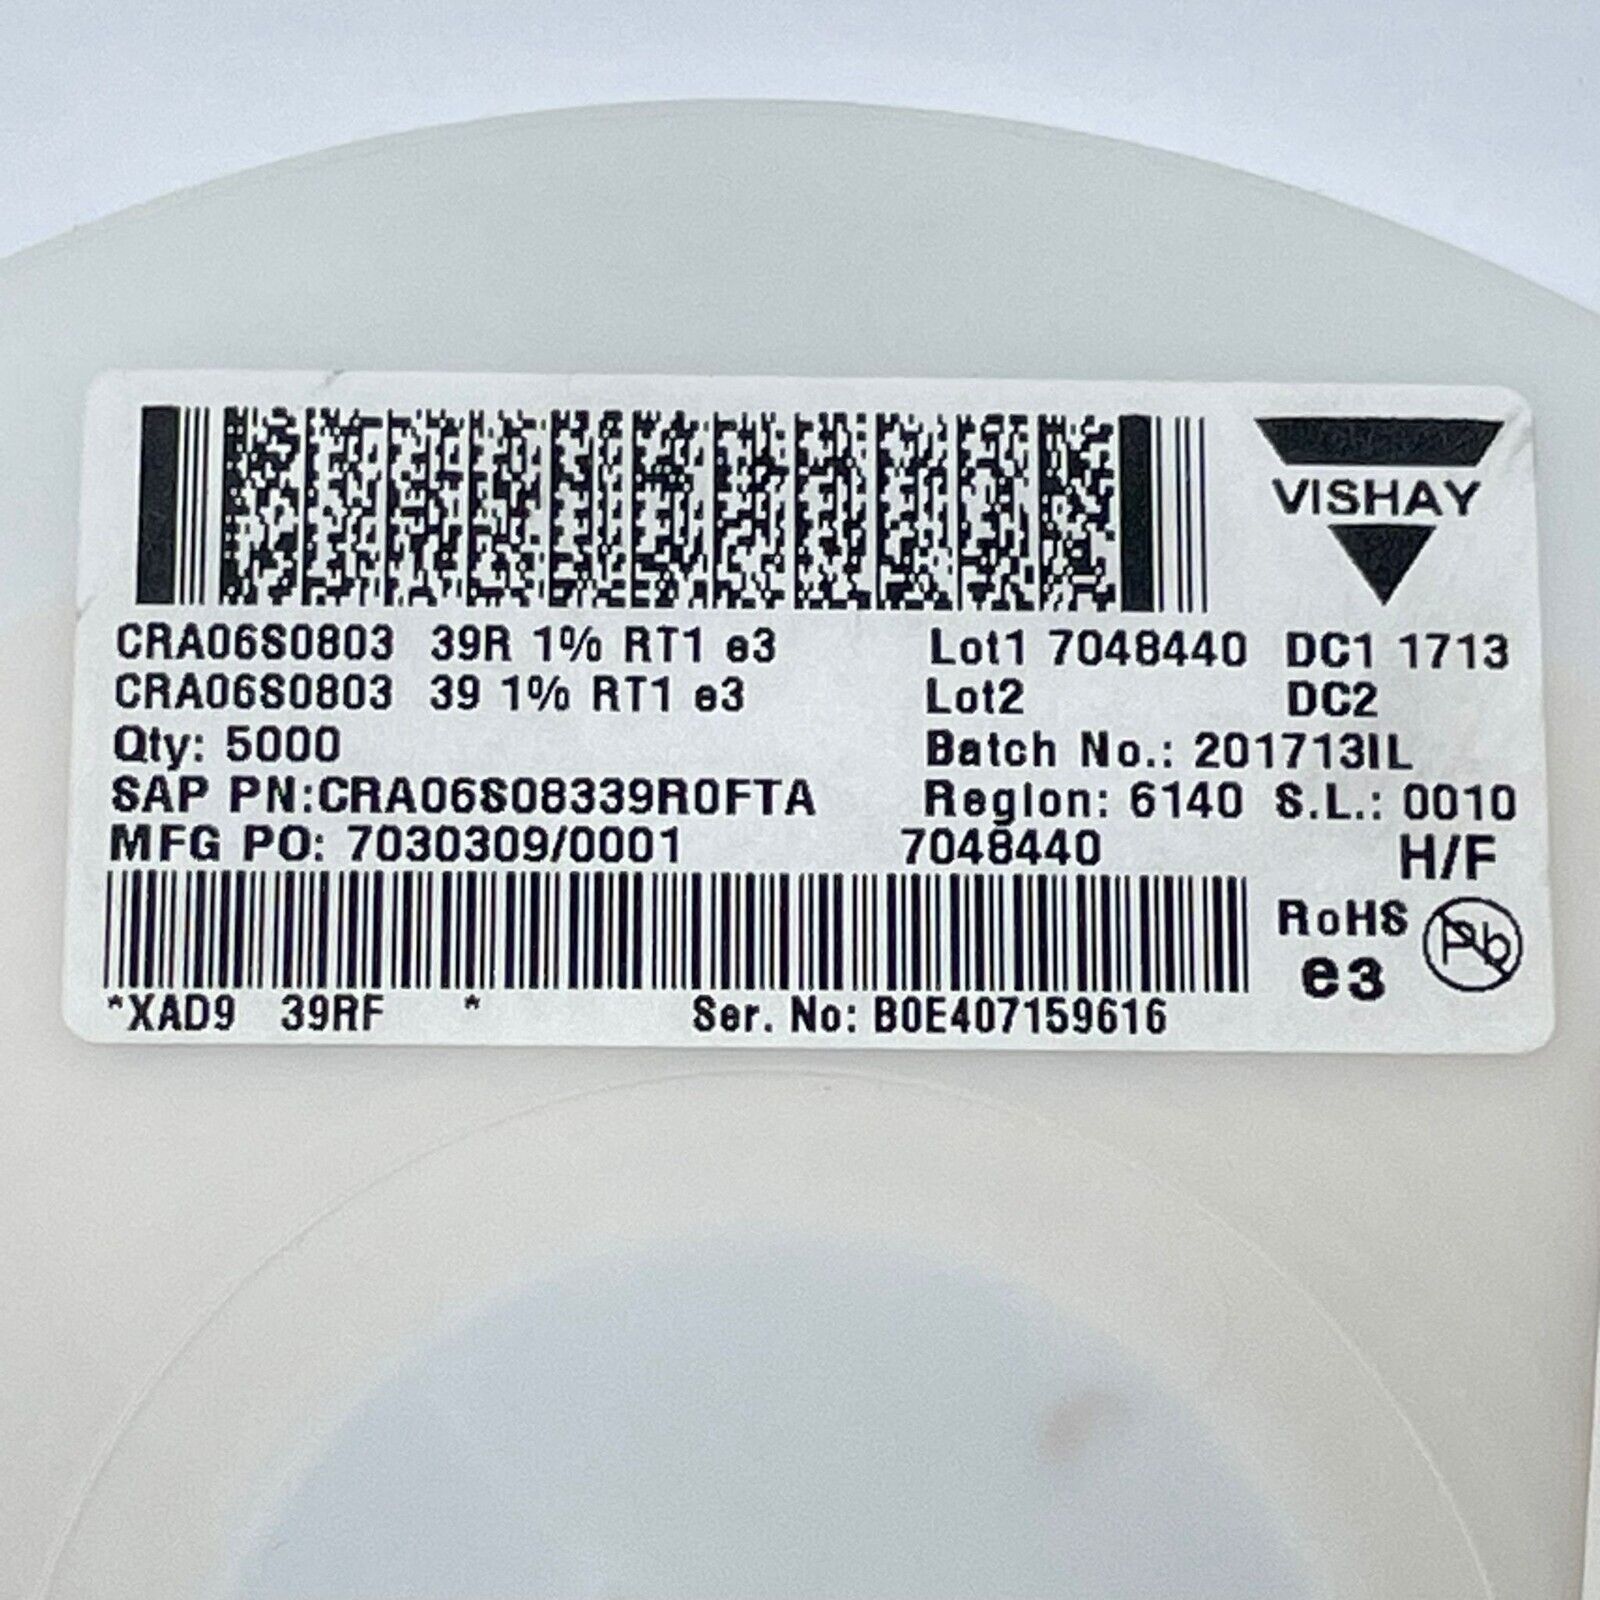 VISHAY
CRA06S0803 39R 1% RT1 e3 Lot1 7048440 DC1 1713
CRA06S0803 39 1% RT1 e3 Lot2 DC2
Qty: 5000 Batch No.: 201713IL
SAP PN:CRA06S08339R0FTA Region: 6140 S.L.: 0010
MFG PO: 7030309/0001 7048440 H/F
RoHS Pb
e3
*XAD9 39RF * Ser. No: B0E407159616